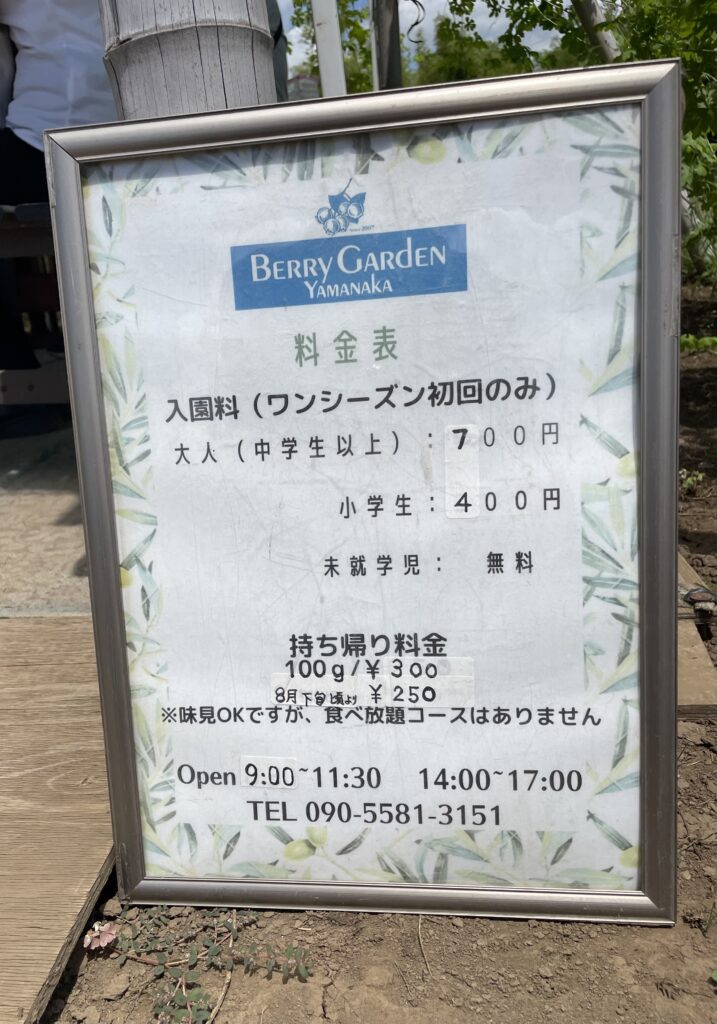 Since 2007
BERRY GARDEN
YAMANAKA
料金表
入園料（ワンシーズン初回のみ）
大人（中学生以上）：700円
小学生：400円
未就学児： 無料
持ち帰り料金
100g/￥300
8月下旬頃より ￥250
※味見OKですが、食べ放題コースはありません
Open 9:00~11:30 14:00~17:00
TEL 090-5581-3151